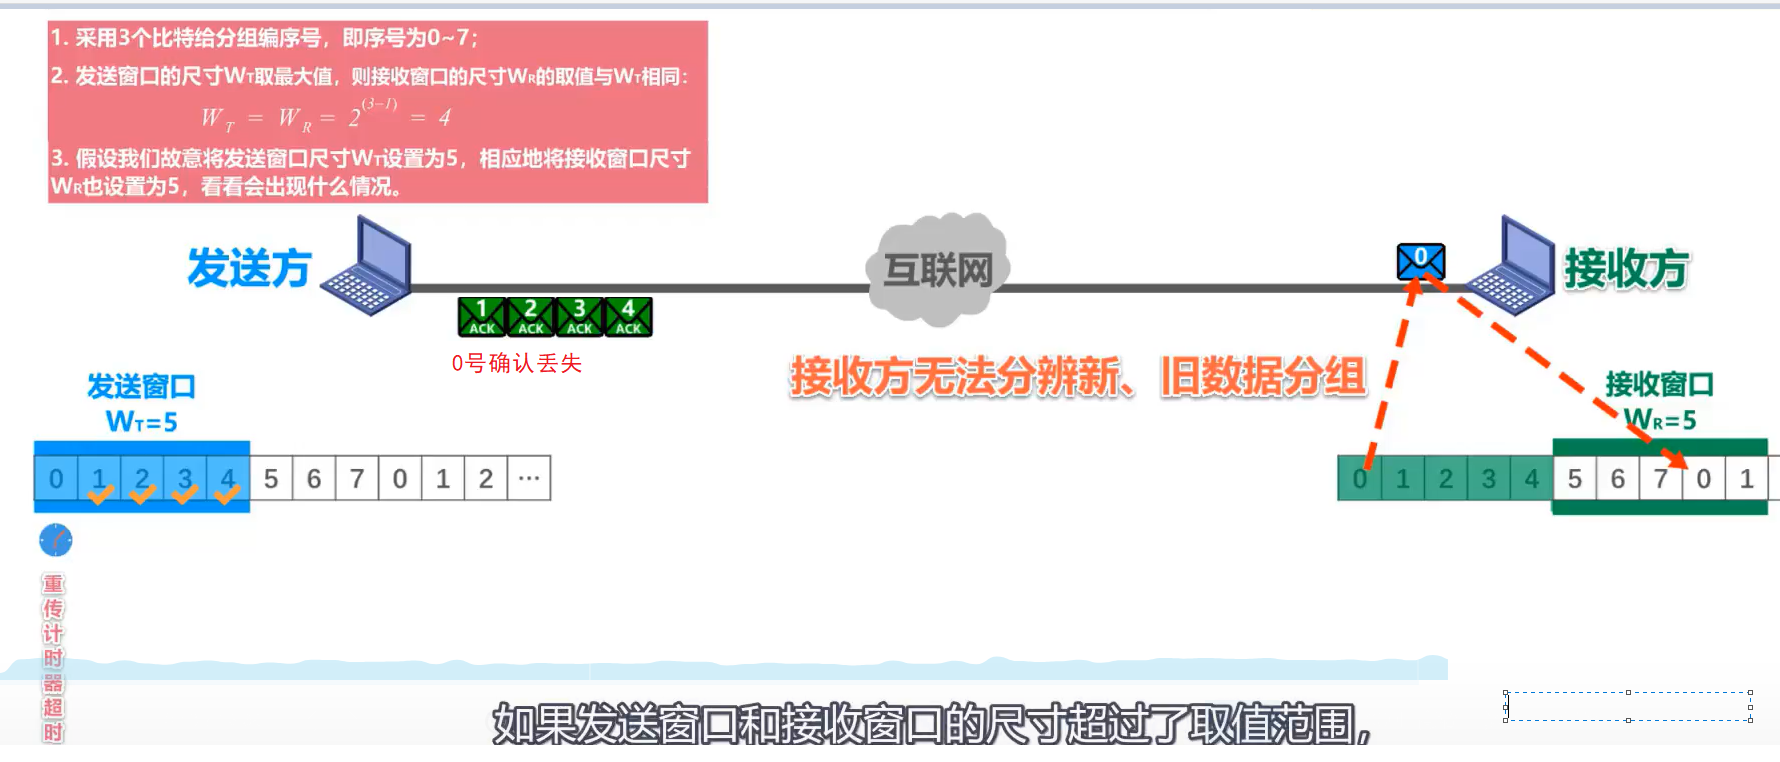 1. 采用3个比特给分组编序号，即序号为0~7；
2. 发送窗口的尺寸WT取最大值，则接收窗口的尺寸WR的取值与WT相同：
W T = W R = 2 (3-1) = 4
3. 假设我们故意将发送窗口尺寸WT设置为5，相应地将接收窗口尺寸
WR也设置为5，看看会出现什么情况。
发送方
互联网
0
接收方
1 2 3 4
ACK ACK ACK ACK
0号确认丢失
接收方无法分辨新、旧数据分组
发送窗口
WT=5
接收窗口
WR=5
0 1 2 3 4 5 6 7 0 1 2 ···
0 1 2 3 4 5 6 7 0 1
重传计时器超时
如果发送窗口和接收窗口的尺寸超过了取值范围，